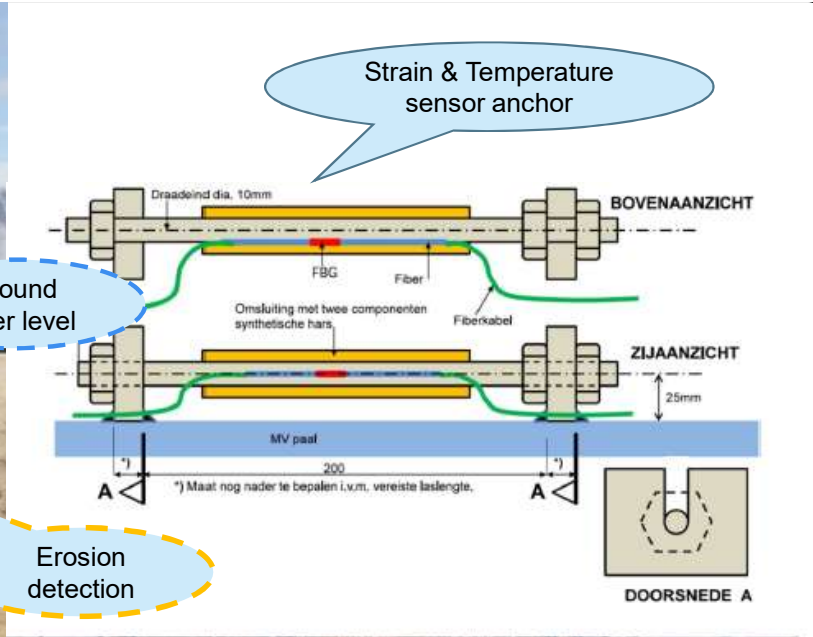 Strain & Temperature
sensor anchor
Draadeind dia, 10mm
BOVENAANZICHT
FBG
Fiber
ound
er level
Omsluiting met twee componenten
synthetische hars,
Fiberkabel
ZIJAANZICHT
25mm
MV paal
*)
200
*)
A
*) Maat nog nader te bepalen i.v.m. vereiste laslengte.
A
Erosion
detection
DOORSNEDE A